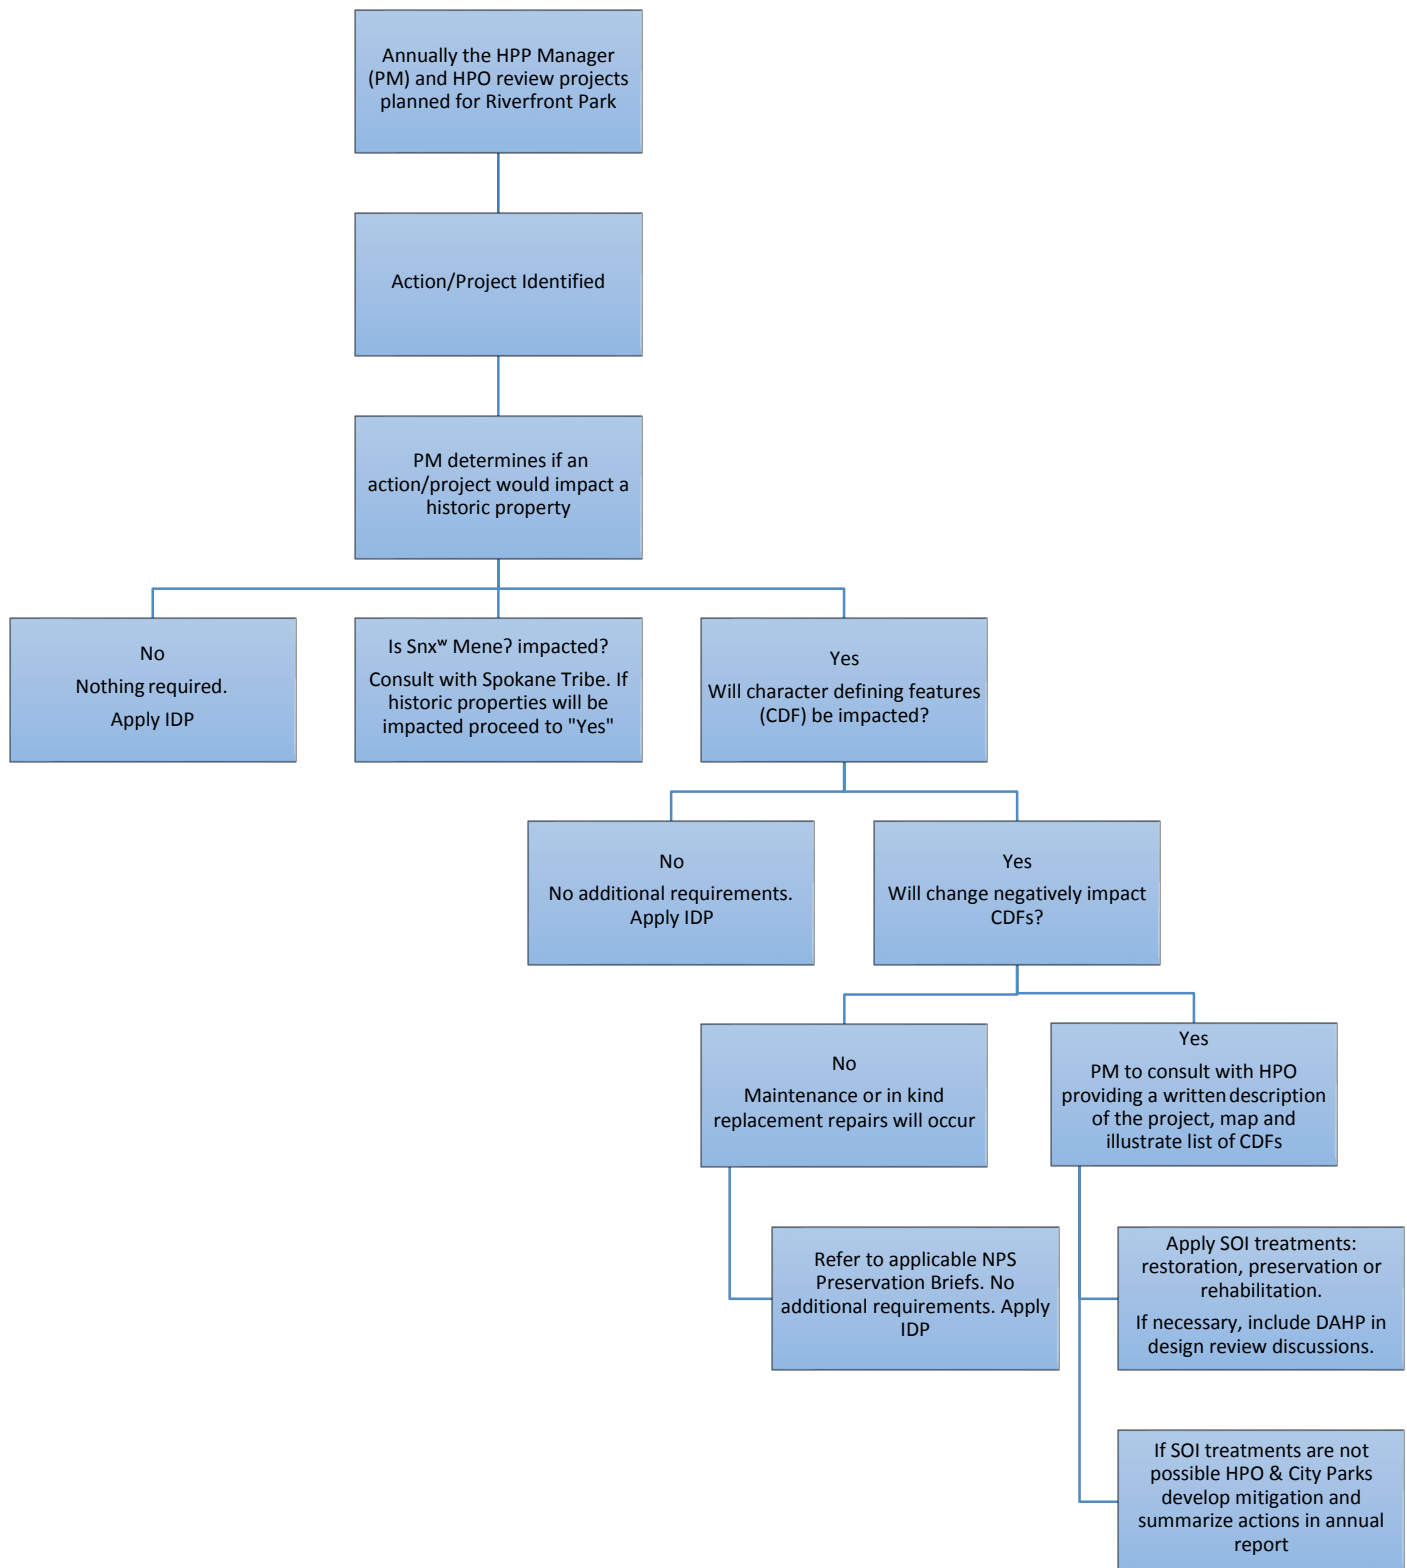 Annually the HPP Manager
(PM) and HPO review projects
planned for Riverfront Park
Action/Project Identified
PM determines if an
action/project would impact a
historic property
No
Nothing required.
Apply IDP
Is Snxʷ Meneʔ impacted?
Consult with Spokane Tribe. If
historic properties will be
impacted proceed to "Yes"
Yes
Will character defining features
(CDF) be impacted?
No
No additional requirements.
Apply IDP
Yes
Will change negatively impact
CDFs?
No
Maintenance or in kind
replacement repairs will occur
Yes
PM to consult with HPO
providing a written description
of the project, map and
illustrate list of CDFs
Refer to applicable NPS
Preservation Briefs. No
additional requirements. Apply
IDP
Apply SOI treatments:
restoration, preservation or
rehabilitation.
If necessary, include DAHP in
design review discussions.
If SOI treatments are not
possible HPO & City Parks
develop mitigation and
summarize actions in annual
report